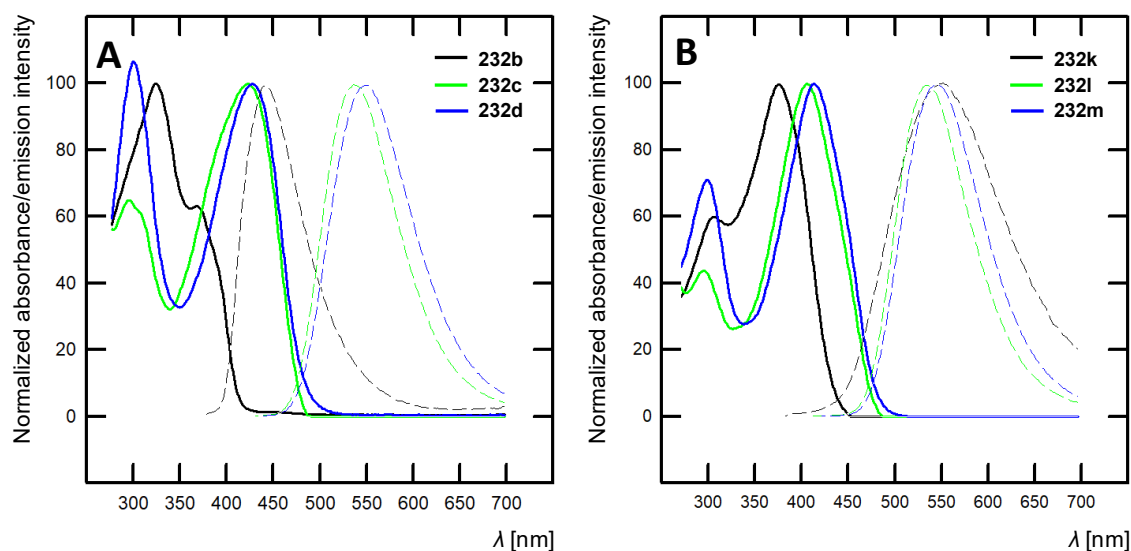 A
232b
232c
232d
Normalized absorbance/emission intensity
100
80
60
40
20
0
300 350 400 450 500 550 600 650 700
λ [nm]
B
232k
232l
232m
Normalized absorbance/emission intensity
100
80
60
40
20
0
300 350 400 450 500 550 600 650 700
λ [nm]